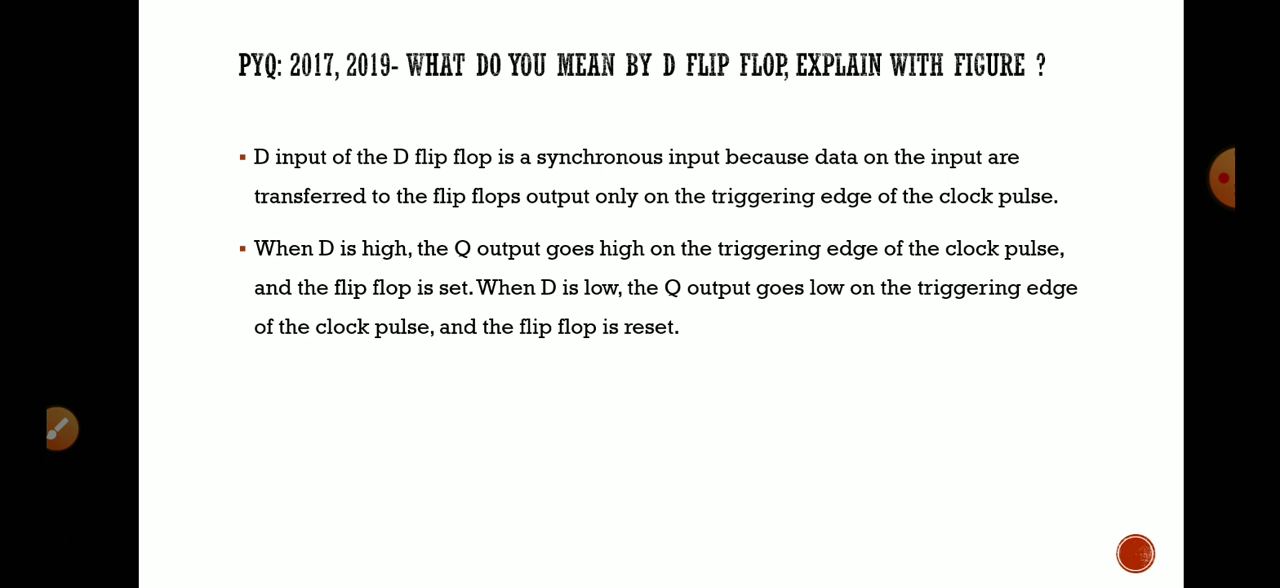 PYQ: 2017, 2019- WHAT DO YOU MEAN BY D FLIP FLOP, EXPLAIN WITH FIGURE ?
▪ D input of the D flip flop is a synchronous input because data on the input are
transferred to the flip flops output only on the triggering edge of the clock pulse.
▪ When D is high, the Q output goes high on the triggering edge of the clock pulse,
and the flip flop is set. When D is low, the Q output goes low on the triggering edge
of the clock pulse, and the flip flop is reset.